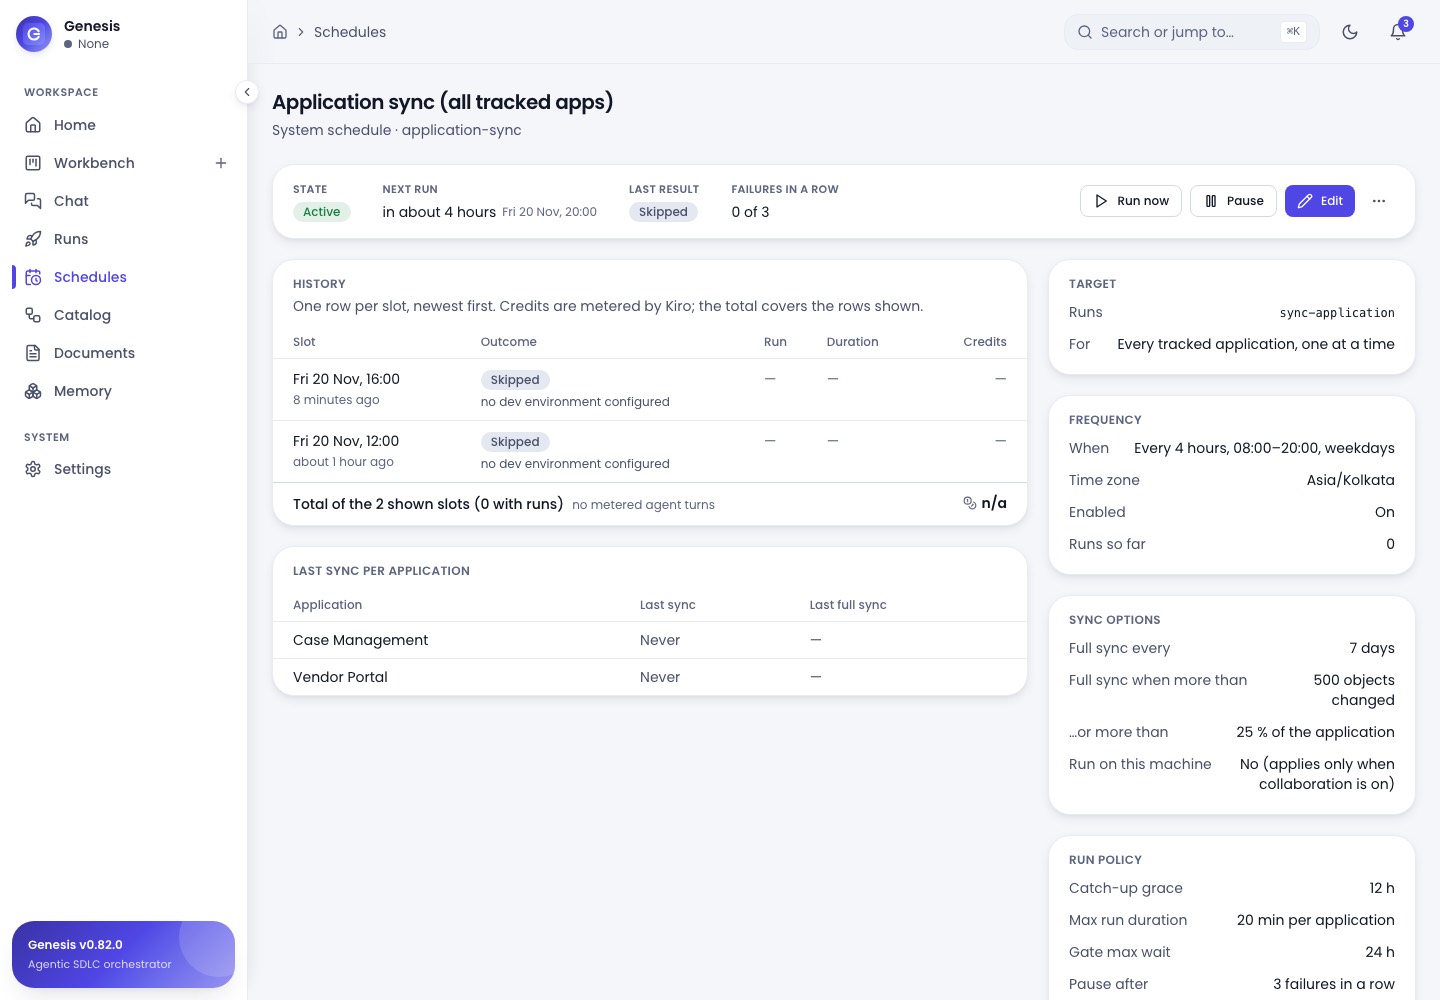 Genesis
None
WORKSPACE
Home
Workbench
Chat
Runs
Schedules
Catalog
Documents
Memory
SYSTEM
Settings
Genesis v0.82.0
Agentic SDLC orchestrator
Schedules
Search or jump to…
⌘K
3
Application sync (all tracked apps)
System schedule · application-sync
STATE
Active
NEXT RUN
in about 4 hours Fri 20 Nov, 20:00
LAST RESULT
Skipped
FAILURES IN A ROW
0 of 3
Run now
Pause
Edit
HISTORY
One row per slot, newest first. Credits are metered by Kiro; the total covers the rows shown.
Slot Outcome Run Duration Credits
Fri 20 Nov, 16:00 Skipped — — —
8 minutes ago no dev environment configured
Fri 20 Nov, 12:00 Skipped — — —
about 1 hour ago no dev environment configured
Total of the 2 shown slots (0 with runs) no metered agent turns n/a
LAST SYNC PER APPLICATION
Application Last sync Last full sync
Case Management Never —
Vendor Portal Never —
TARGET
Runs sync-application
For Every tracked application, one at a time
FREQUENCY
When Every 4 hours, 08:00–20:00, weekdays
Time zone Asia/Kolkata
Enabled On
Runs so far 0
SYNC OPTIONS
Full sync every 7 days
Full sync when more than 500 objects
changed
…or more than 25 % of the application
Run on this machine No (applies only when
collaboration is on)
RUN POLICY
Catch-up grace 12 h
Max run duration 20 min per application
Gate max wait 24 h
Pause after 3 failures in a row